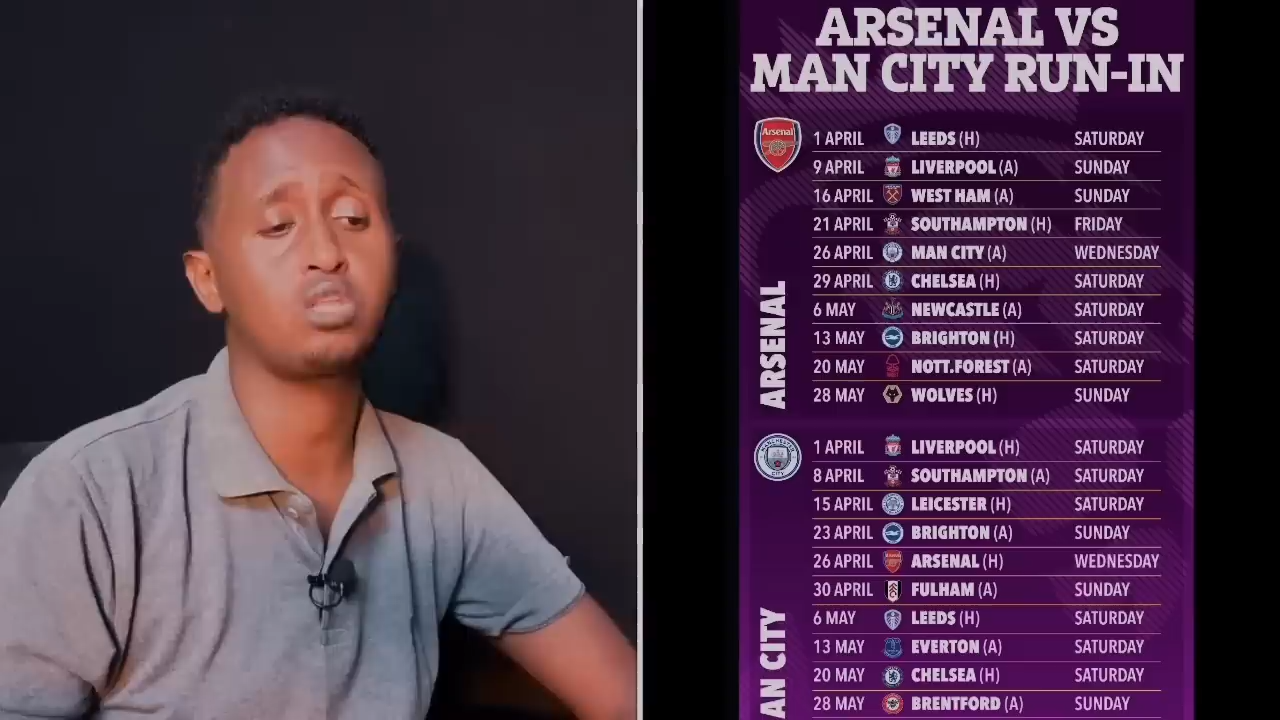 ARSENAL VS
MAN CITY RUN-IN
Arsenal
1 APRIL LEEDS (H) SATURDAY
9 APRIL LIVERPOOL (A) SUNDAY
16 APRIL WEST HAM (A) SUNDAY
21 APRIL SOUTHAMPTON (H) FRIDAY
26 APRIL MAN CITY (A) WEDNESDAY
29 APRIL CHELSEA (H) SATURDAY
6 MAY NEWCASTLE (A) SATURDAY
13 MAY BRIGHTON (H) SATURDAY
20 MAY NOTT.FOREST (A) SATURDAY
28 MAY WOLVES (H) SUNDAY
ARSENAL
1 APRIL LIVERPOOL (H) SATURDAY
8 APRIL SOUTHAMPTON (A) SATURDAY
15 APRIL LEICESTER (H) SATURDAY
23 APRIL BRIGHTON (A) SUNDAY
26 APRIL ARSENAL (H) WEDNESDAY
30 APRIL FULHAM (A) SUNDAY
6 MAY LEEDS (H) SATURDAY
13 MAY EVERTON (A) SATURDAY
20 MAY CHELSEA (H) SATURDAY
28 MAY BRENTFORD (A) SUNDAY
AN CITY